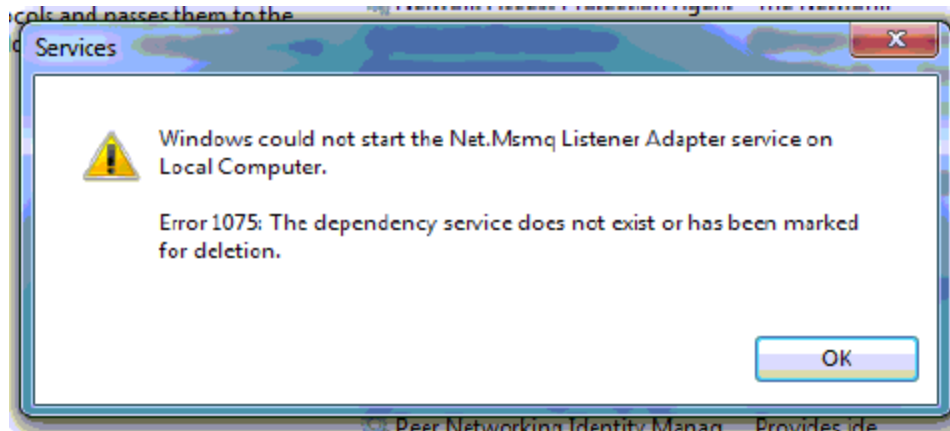 cols and passes them to the
Services
Windows could not start the Net.Msmq Listener Adapter service on
Local Computer.
Error 1075: The dependency service does not exist or has been marked
for deletion.
OK
Peer Networking Identity Manag... Provides ide